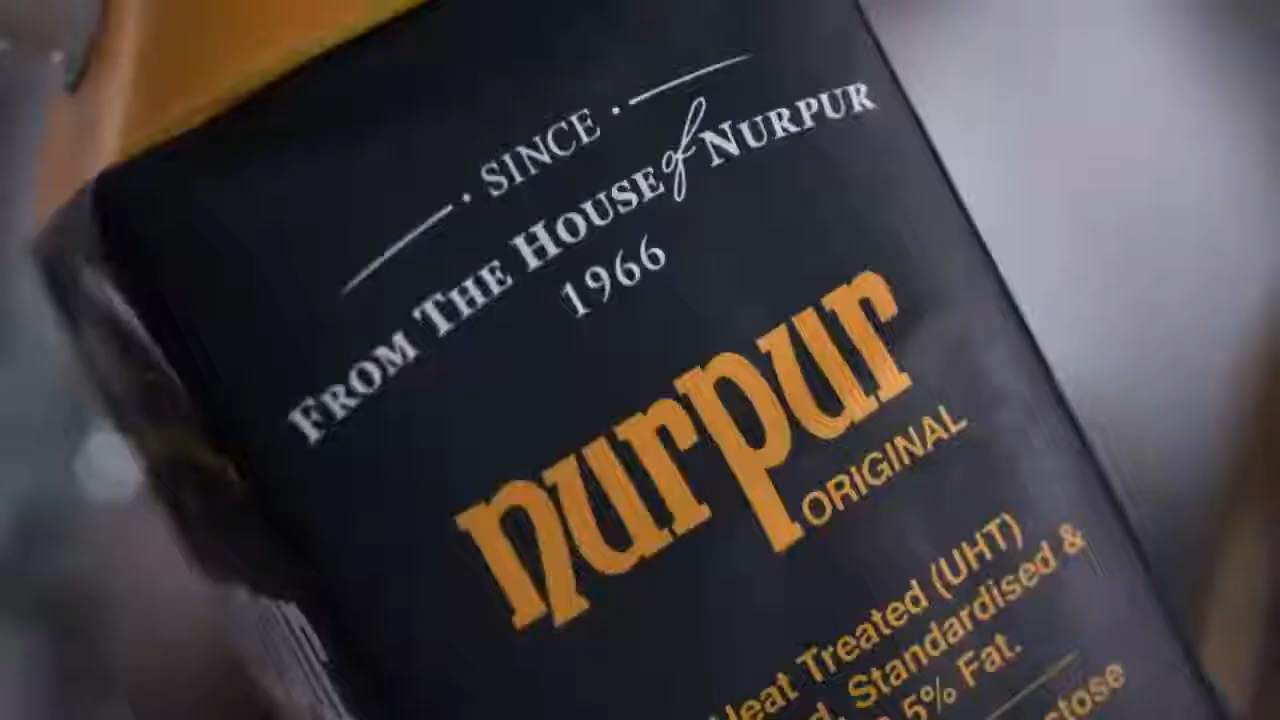 SINCE
FROM THE HOUSE of NURPUR
1966
nurpur
ORIGINAL
Heat Treated (UHT)
Standardised &
5% Fat.